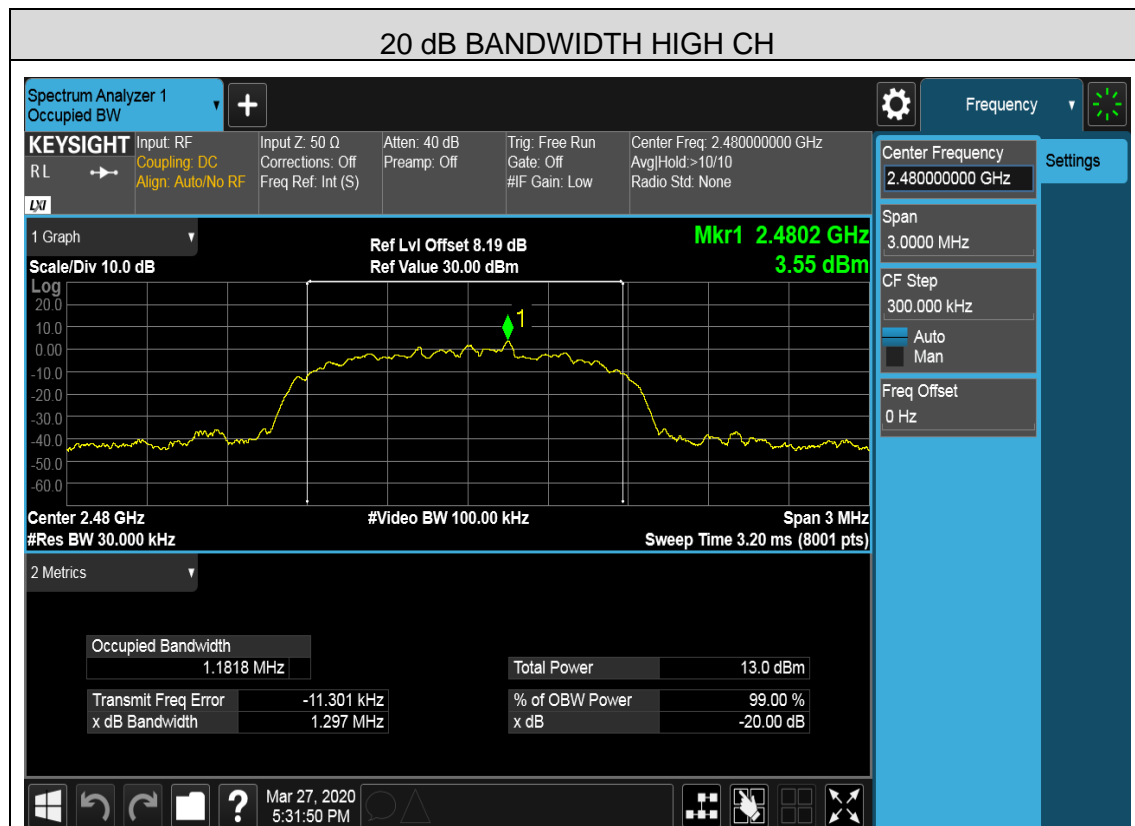 20 dB BANDWIDTH HIGH CH
Spectrum Analyzer 1
Occupied BW
+
Frequency
KEYSIGHT
RL
LXI
Input: RF
Coupling: DC
Align: Auto/No RF
Input Z: 50 Ω
Corrections: Off
Freq Ref: Int (S)
Atten: 40 dB
Preamp: Off
Trig: Free Run
Gate: Off
#IF Gain: Low
Center Freq: 2.480000000 GHz
Avg|Hold:>10/10
Radio Std: None
Center Frequency
2.480000000 GHz
Settings
Span
3.0000 MHz
CF Step
300.000 kHz
Auto
Man
Freq Offset
0 Hz
1 Graph
Scale/Div 10.0 dB
Ref Lvl Offset 8.19 dB
Ref Value 30.00 dBm
Mkr1 2.4802 GHz
3.55 dBm
Log
20.0
10.0
0.00
-10.0
-20.0
-30.0
-40.0
-50.0
-60.0
1
Center 2.48 GHz
#Res BW 30.000 kHz
#Video BW 100.00 kHz
Span 3 MHz
Sweep Time 3.20 ms (8001 pts)
2 Metrics
Occupied Bandwidth
1.1818 MHz
Total Power 13.0 dBm
Transmit Freq Error -11.301 kHz
% of OBW Power 99.00 %
x dB Bandwidth 1.297 MHz
x dB -20.00 dB
?
Mar 27, 2020
5:31:50 PM